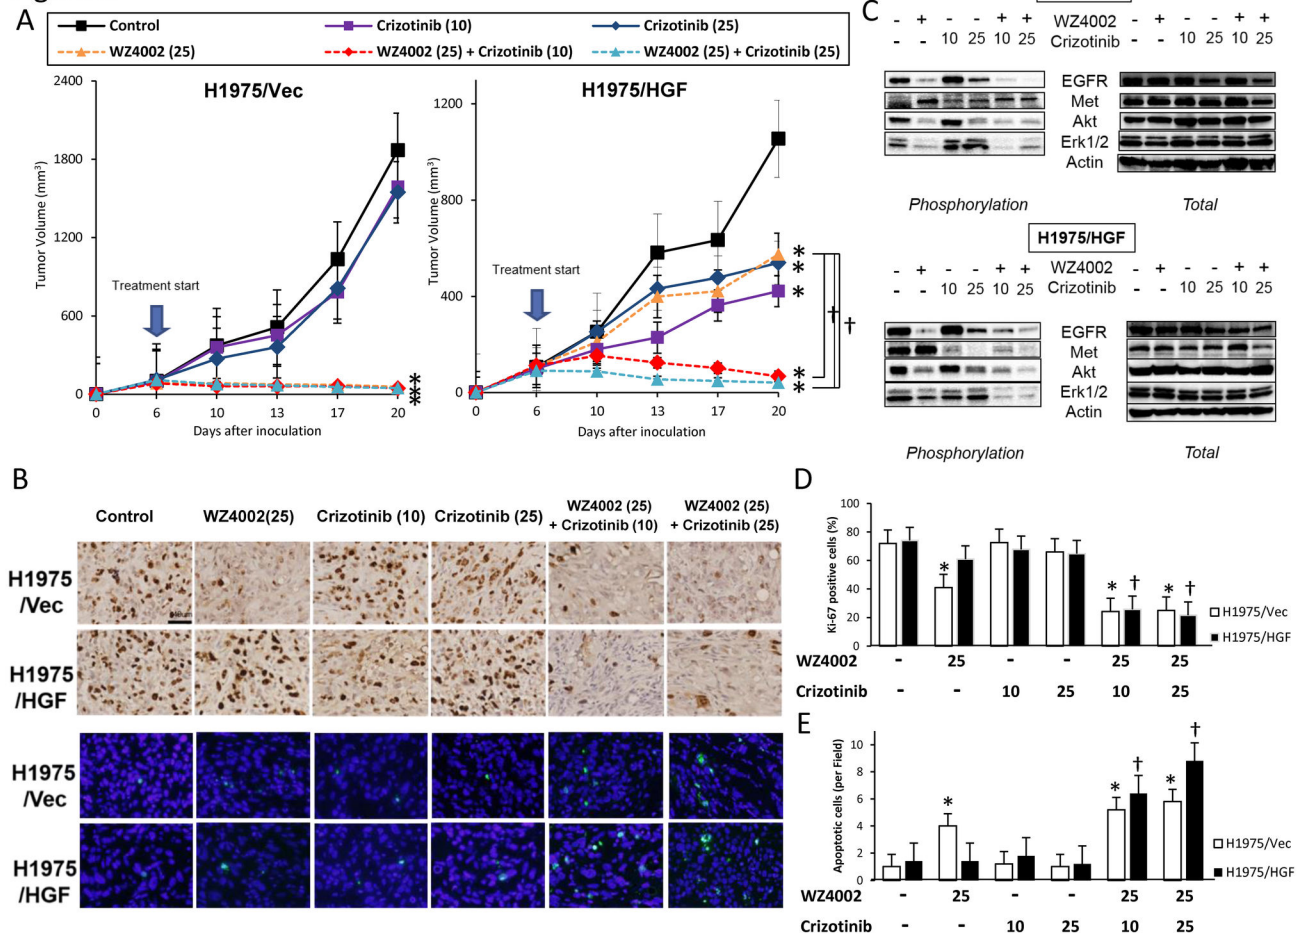 A
Control
Crizotinib (10)
Crizotinib (25)
WZ4002 (25)
WZ4002 (25) + Crizotinib (10)
WZ4002 (25) + Crizotinib (25)
H1975/Vec
Tumor Volume (mm³)
2400
1800
1200
600
0
Treatment start
0 6 10 13 17 20
Days after inoculation
*
*
*
H1975/HGF
Tumor Volume (mm³)
1200
800
400
0
Treatment start
0 6 10 13 17 20
Days after inoculation
*
*
*
*
*
† †
C
- + - - + + WZ4002 - + - - + +
- - 10 25 10 25 Crizotinib - - 10 25 10 25
EGFR
Met
Akt
Erk1/2
Actin
Phosphorylation Total
H1975/HGF
- + - - + + WZ4002 - + - - + +
- - 10 25 10 25 Crizotinib - - 10 25 10 25
EGFR
Met
Akt
Erk1/2
Actin
Phosphorylation Total
B
Control WZ4002(25) Crizotinib (10) Crizotinib (25) WZ4002 (25) WZ4002 (25)
+ Crizotinib (10) + Crizotinib (25)
H1975
/Vec
H1975
/HGF
H1975
/Vec
H1975
/HGF
D
Ki-67 positive cells (%)
100
80
60
40
20
0
* * † * †
H1975/Vec
H1975/HGF
WZ4002 - 25 - - 25 25
Crizotinib - - 10 25 10 25
E
Apoptotic cells (per Field)
10
8
6
4
2
0
* * † * †
H1975/Vec
H1975/HGF
WZ4002 - 25 - - 25 25
Crizotinib - - 10 25 10 25